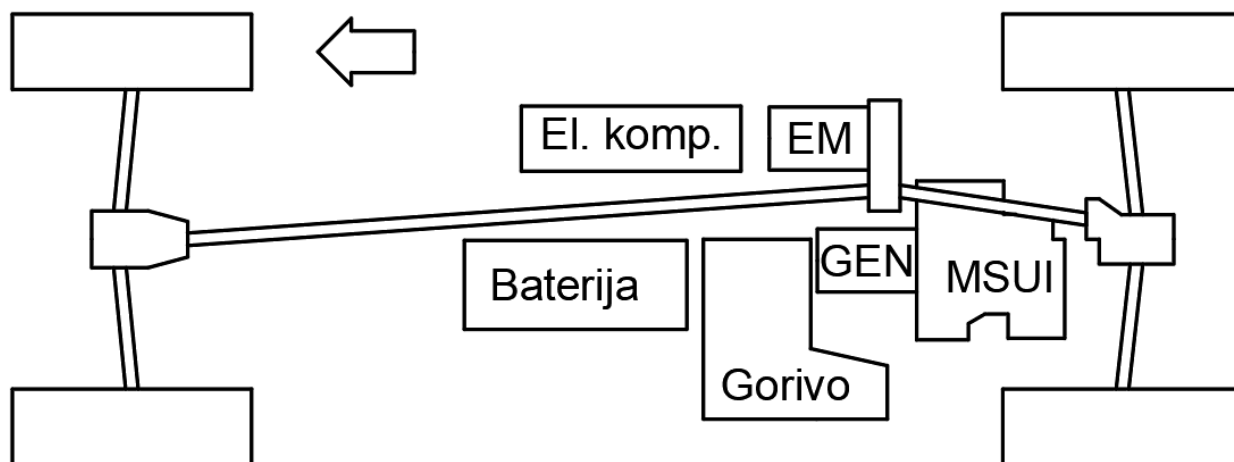 El. komp.
EM
GEN
MSUI
Baterija
Gorivo